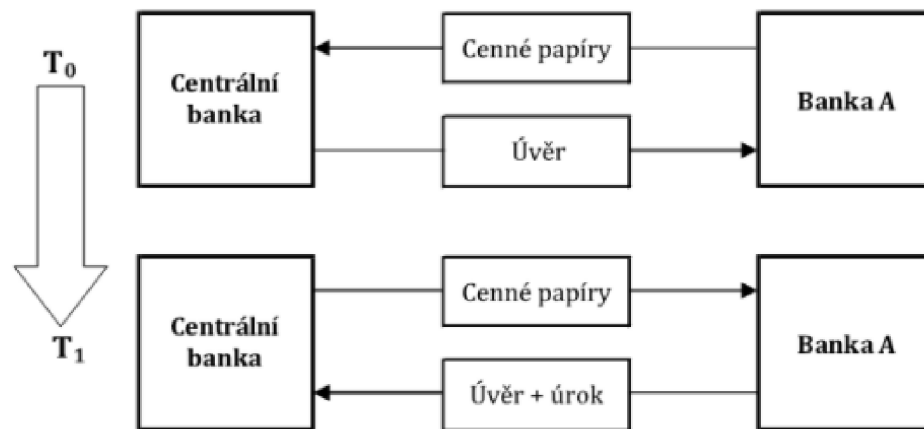 T₀
Centrální
banka
Cenné papíry
Úvěr
Banka A
T₁
Centrální
banka
Cenné papíry
Úvěr + úrok
Banka A